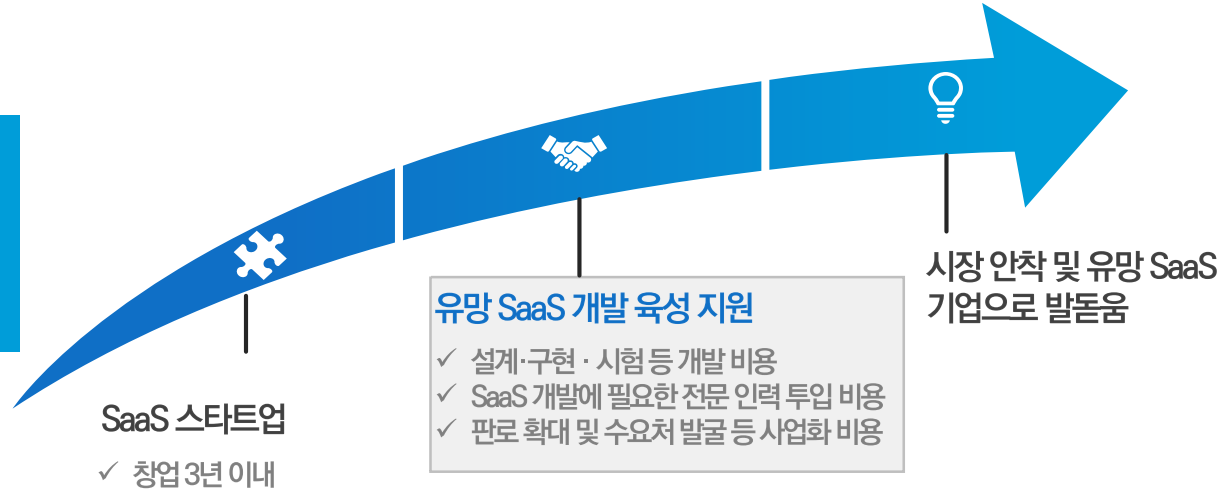 SaaS 스타트업
✓ 창업 3년 이내
유망 SaaS 개발 육성 지원
✓ 설계·구현 · 시험 등 개발 비용
✓ SaaS 개발에 필요한 전문 인력 투입 비용
✓ 판로 확대 및 수요처 발굴 등 사업화 비용
시장 안착 및 유망 SaaS
기업으로 발돋움